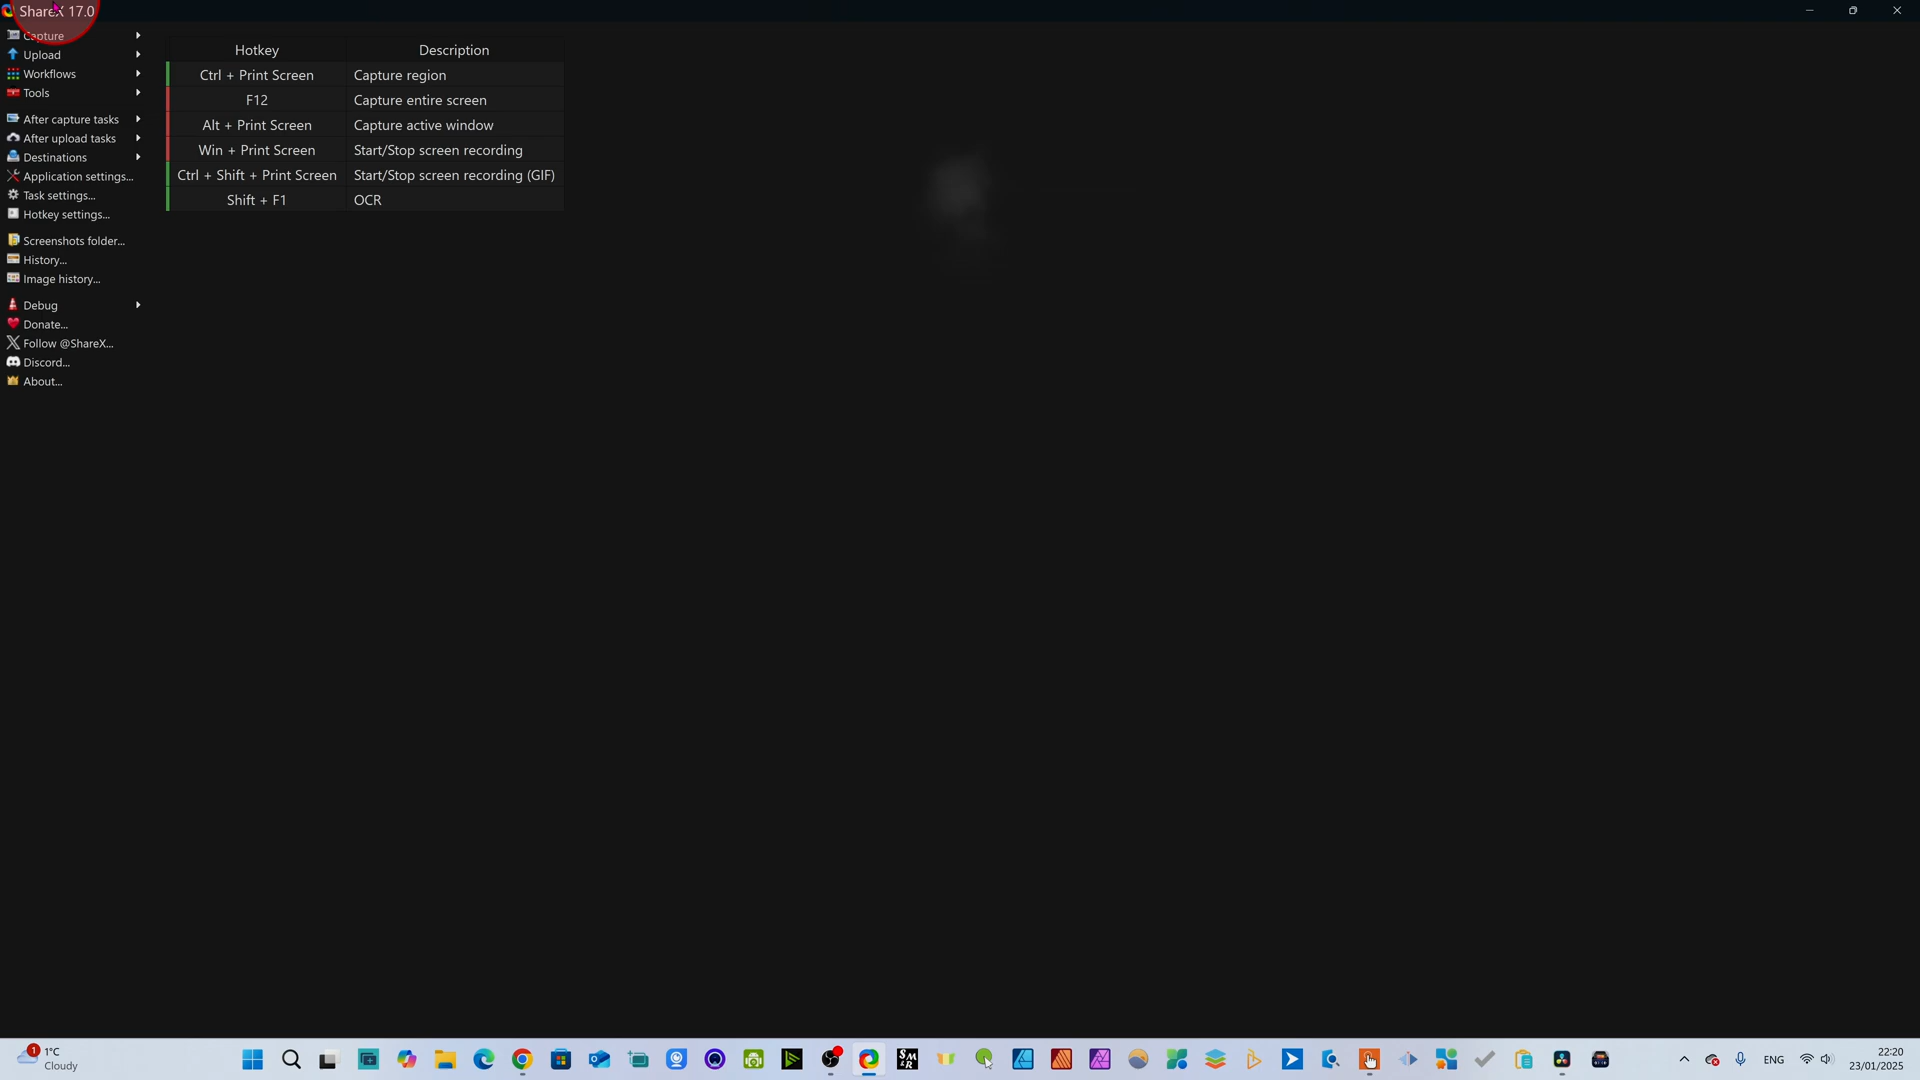 ShareX 17.0
Capture
Upload
Workflows
Tools
After capture tasks
After upload tasks
Destinations
Application settings...
Task settings...
Hotkey settings...
Screenshots folder...
History...
Image history...
Debug
Donate...
Follow @ShareX...
Discord...
About...
Hotkey Description
Ctrl + Print Screen Capture region
F12 Capture entire screen
Alt + Print Screen Capture active window
Win + Print Screen Start/Stop screen recording
Ctrl + Shift + Print Screen Start/Stop screen recording (GIF)
Shift + F1 OCR
1
1°C
Cloudy
SM
&R
ENG
22:20
23/01/2025